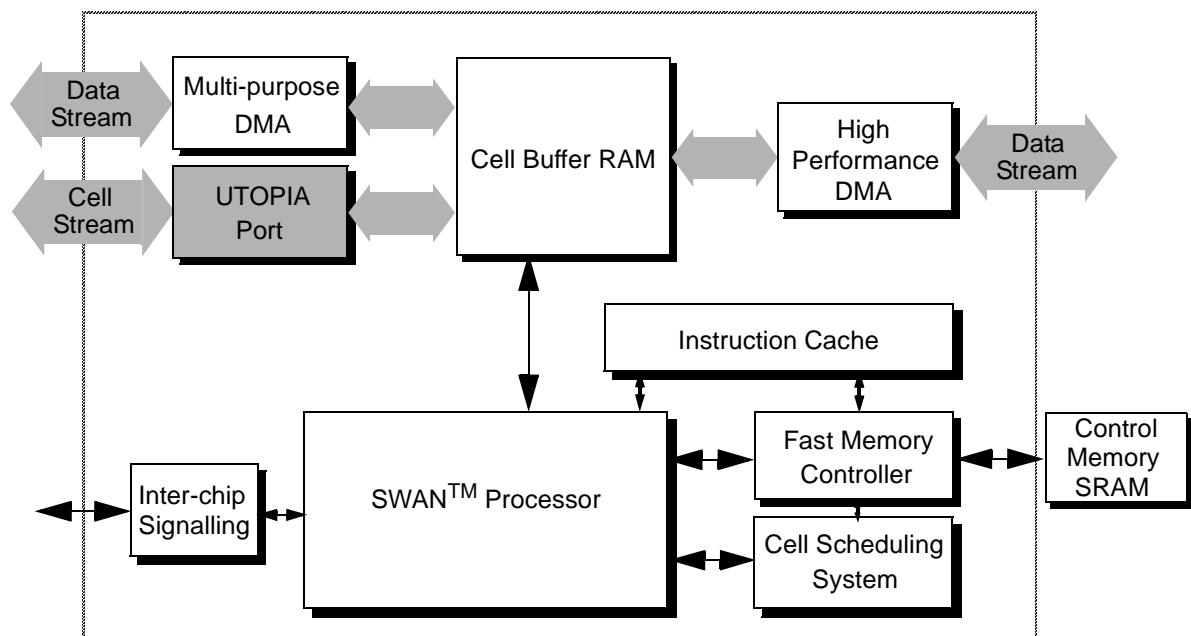 Data
Stream
Multi-purpose
DMA
Cell Buffer RAM
High
Performance
DMA
Data
Stream
Cell
Stream
UTOPIA
Port
Instruction Cache
SWAN™ Processor
Fast Memory
Controller
Control
Memory
SRAM
Inter-chip
Signalling
Cell Scheduling
System